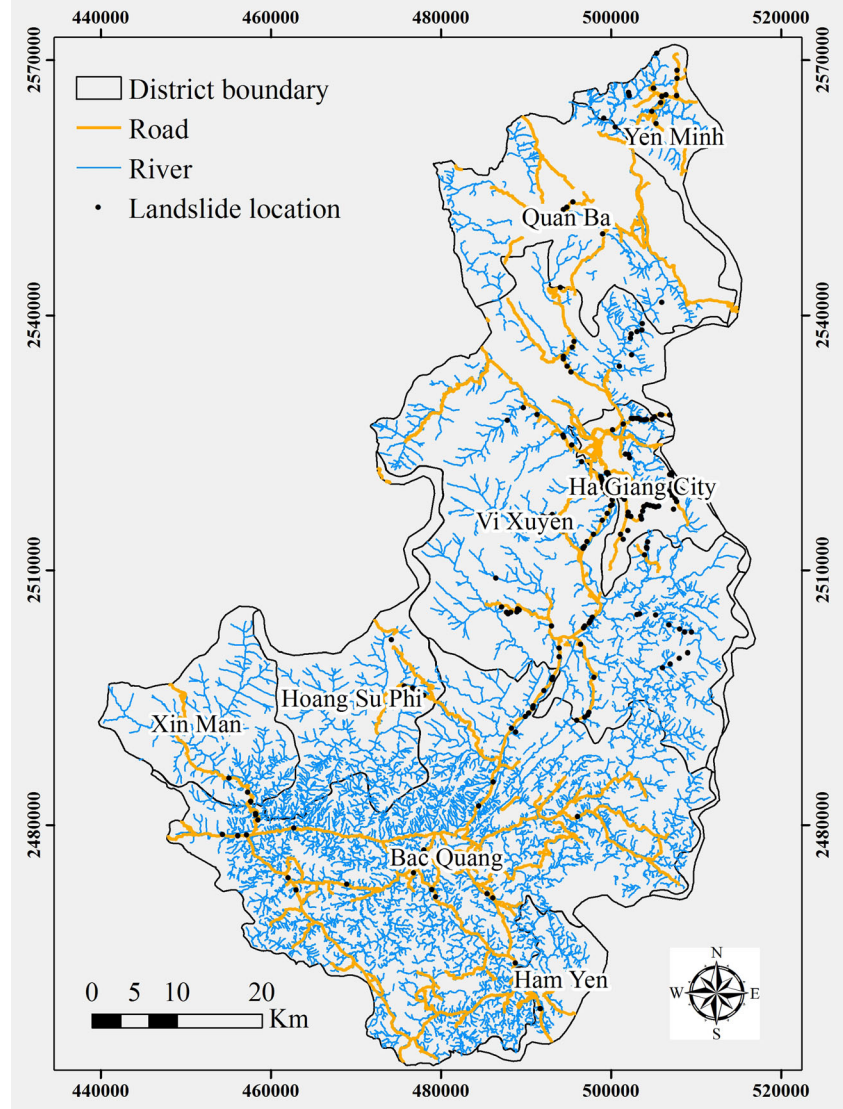 440000 460000 480000 500000 520000
2570000 2570000
District boundary
Road
River
Landslide location
Yen Minh
Quan Ba
2540000 2540000
Ha Giang City
Vi Xuyen
2510000 2510000
Hoang Su Phi
Xin Man
2480000 2480000
Bac Quang
Ham Yen
N
W E
S
0 5 10 20
Km
440000 460000 480000 500000 520000